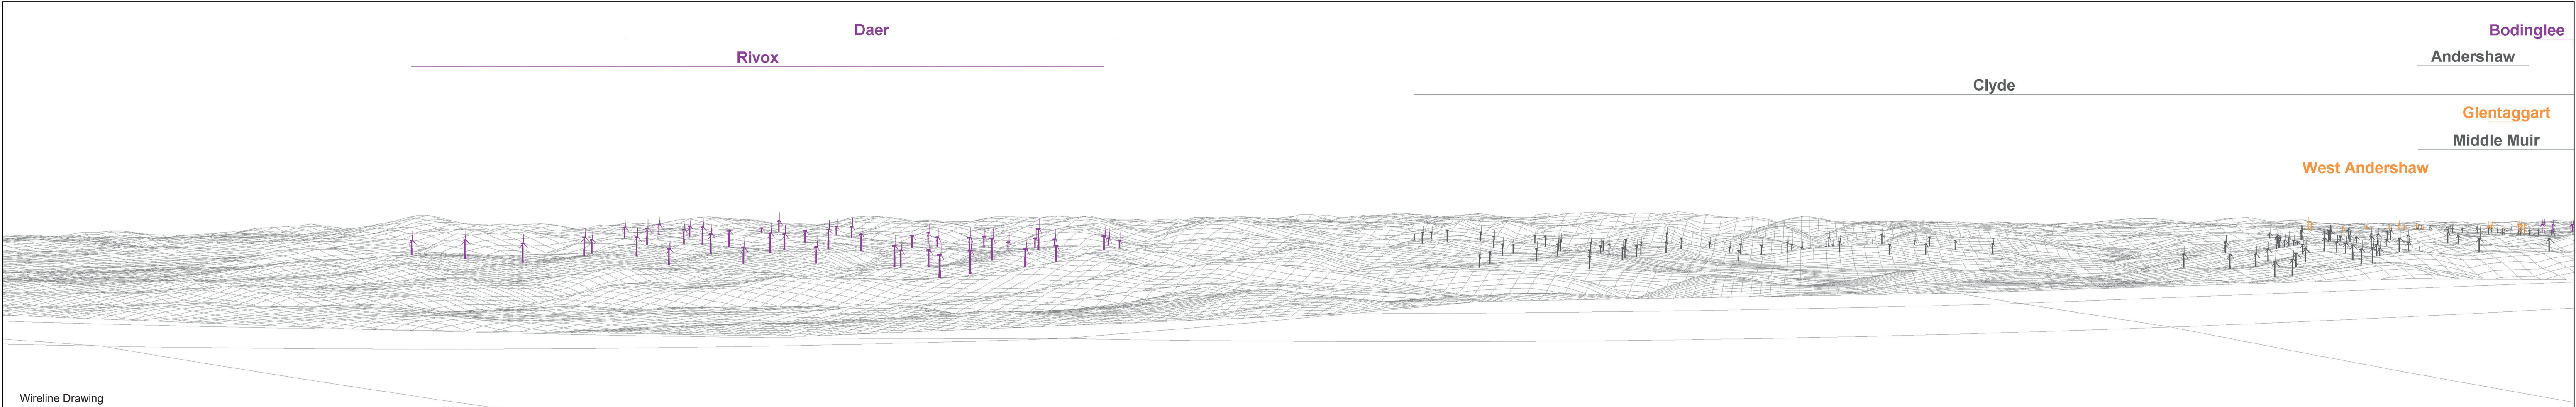 Daer
Bodinglee
Rivox
Andershaw
Clyde
Glentaggart
Middle Muir
West Andershaw
Wireline Drawing